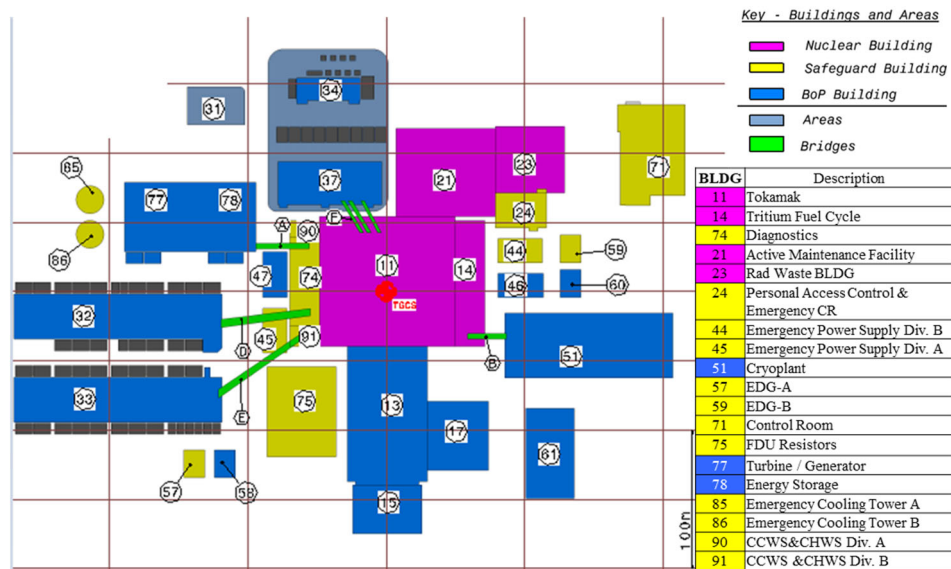 Key - Buildings and Areas
Nuclear Building
Safeguard Building
BoP Building
Areas
Bridges
34
31
37
21
23
71
24
85
86
77
78
A
F
90
47
74
11
14
44
59
46
60
TGCS
32
D
45
91
B
51
33
E
75
13
17
61
57
58
15
100m
BLDG Description
11 Tokamak
14 Tritium Fuel Cycle
74 Diagnostics
21 Active Maintenance Facility
23 Rad Waste BLDG
24 Personal Access Control &
Emergency CR
44 Emergency Power Supply Div. B
45 Emergency Power Supply Div. A
51 Cryoplant
57 EDG-A
59 EDG-B
71 Control Room
75 FDU Resistors
77 Turbine / Generator
78 Energy Storage
85 Emergency Cooling Tower A
86 Emergency Cooling Tower B
90 CCWS&CHWS Div. A
91 CCWS &CHWS Div. B